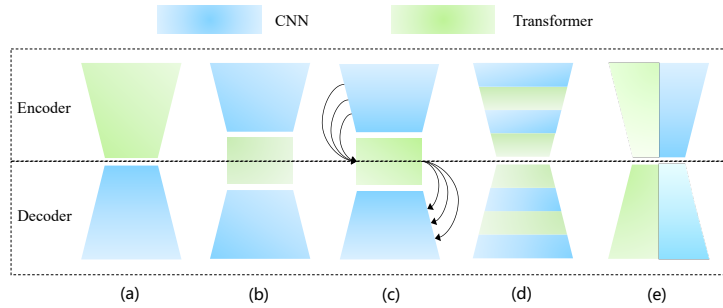 CNN
Transformer
Encoder
Decoder
(a)
(b)
(c)
(d)
(e)